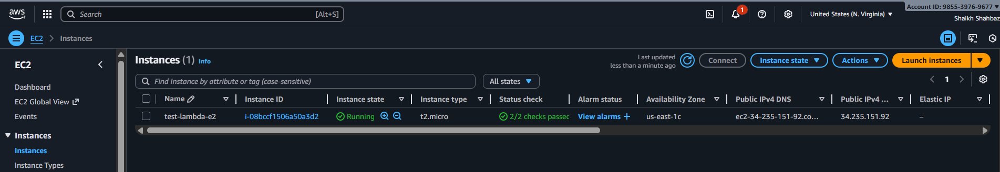 aws Search [Alt+S] 1 United States (N. Virginia) Account ID: 9855-3976-9677
Shaikh Shahbaz
EC2 Instances
EC2
Dashboard
EC2 Global View
Events
Instances
Instances
Instance Types
Instances (1) Info
Last updated
less than a minute ago
Connect Instance state Actions Launch instances
Find Instance by attribute or tag (case-sensitive) All states 1
Name Instance ID Instance state Instance type Status check Alarm status Availability Zone Public IPv4 DNS Public IPv4 ... Elastic IP
test-lambda-e2 i-08bccf1506a50a3d2 Running t2.micro 2/2 checks passec View alarms + us-east-1c ec2-34-235-151-92.co... 34.235.151.92 –